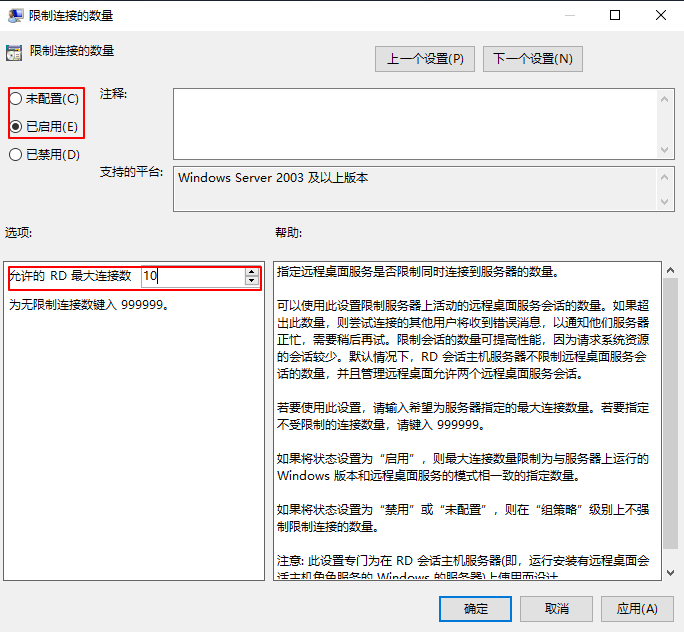 限制连接的数量
限制连接的数量
上一个设置(P)
下一个设置(N)
未配置(C)
已启用(E)
已禁用(D)
注释:
支持的平台:
Windows Server 2003 及以上版本
选项:
帮助:
允许的 RD 最大连接数
10
为无限制连接数键入 999999。
指定远程桌面服务是否限制同时连接到服务器的数量。
可以使用此设置限制服务器上活动的远程桌面服务会话的数量。如果超
出此数量，则尝试连接的其他用户将收到错误消息，以通知他们服务器
正忙，需要稍后再试。限制会话的数量可提高性能，因为请求系统资源
的会话较少。默认情况下，RD 会话主机服务器不限制远程桌面服务会
话的数量，并且管理远程桌面允许两个远程桌面服务会话。
若要使用此设置，请输入希望为服务器指定的最大连接数量。若要指定
不受限制的连接数量，请键入 999999。
如果将状态设置为“启用”，则最大连接数量限制为与服务器上运行的
Windows 版本和远程桌面服务的模式相一致的指定数量。
如果将状态设置为“禁用”或“未配置”，则在“组策略”级别上不强
制限制连接的数量。
注意: 此设置专门为在 RD 会话主机服务器(即，运行安装有远程桌面会
话主机角色服务的 Windows 的服务器)上使用而设计
确定
取消
应用(A)